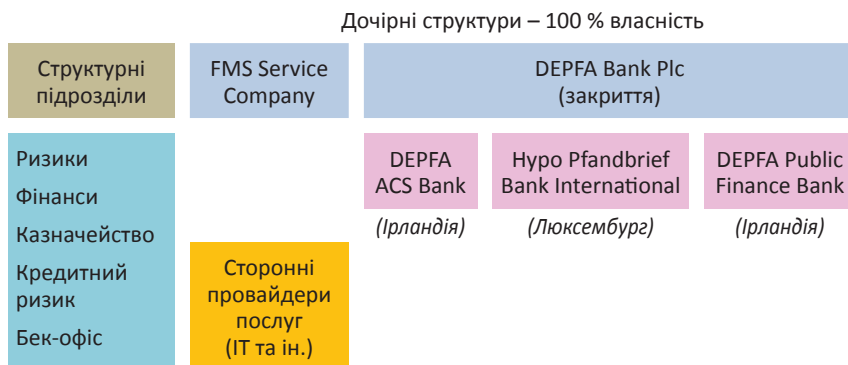 Дочірні структури – 100 % власність
Структурні
підрозділи
FMS Service
Company
DEPFA Bank Plc
(закриття)
Ризики
Фінанси
Казначейство
Кредитний
ризик
Бек-офіс
Сторонні
провайдери
послуг
(ІТ та ін.)
DEPFA
ACS Bank
(Ірландія)
Hypo Pfandbrief
Bank International
(Люксембург)
DEPFA Public
Finance Bank
(Ірландія)